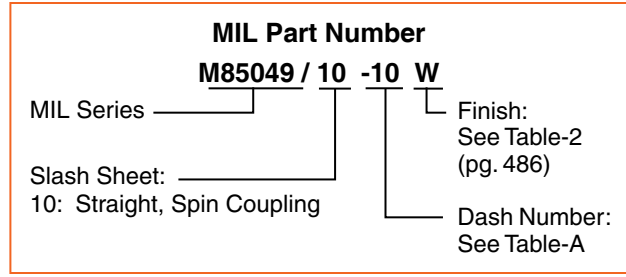 MIL Part Number
M85049 / 10 -10 W
MIL Series
Finish:
See Table-2
(pg. 486)
Slash Sheet:
10: Straight, Spin Coupling
Dash Number:
See Table-A